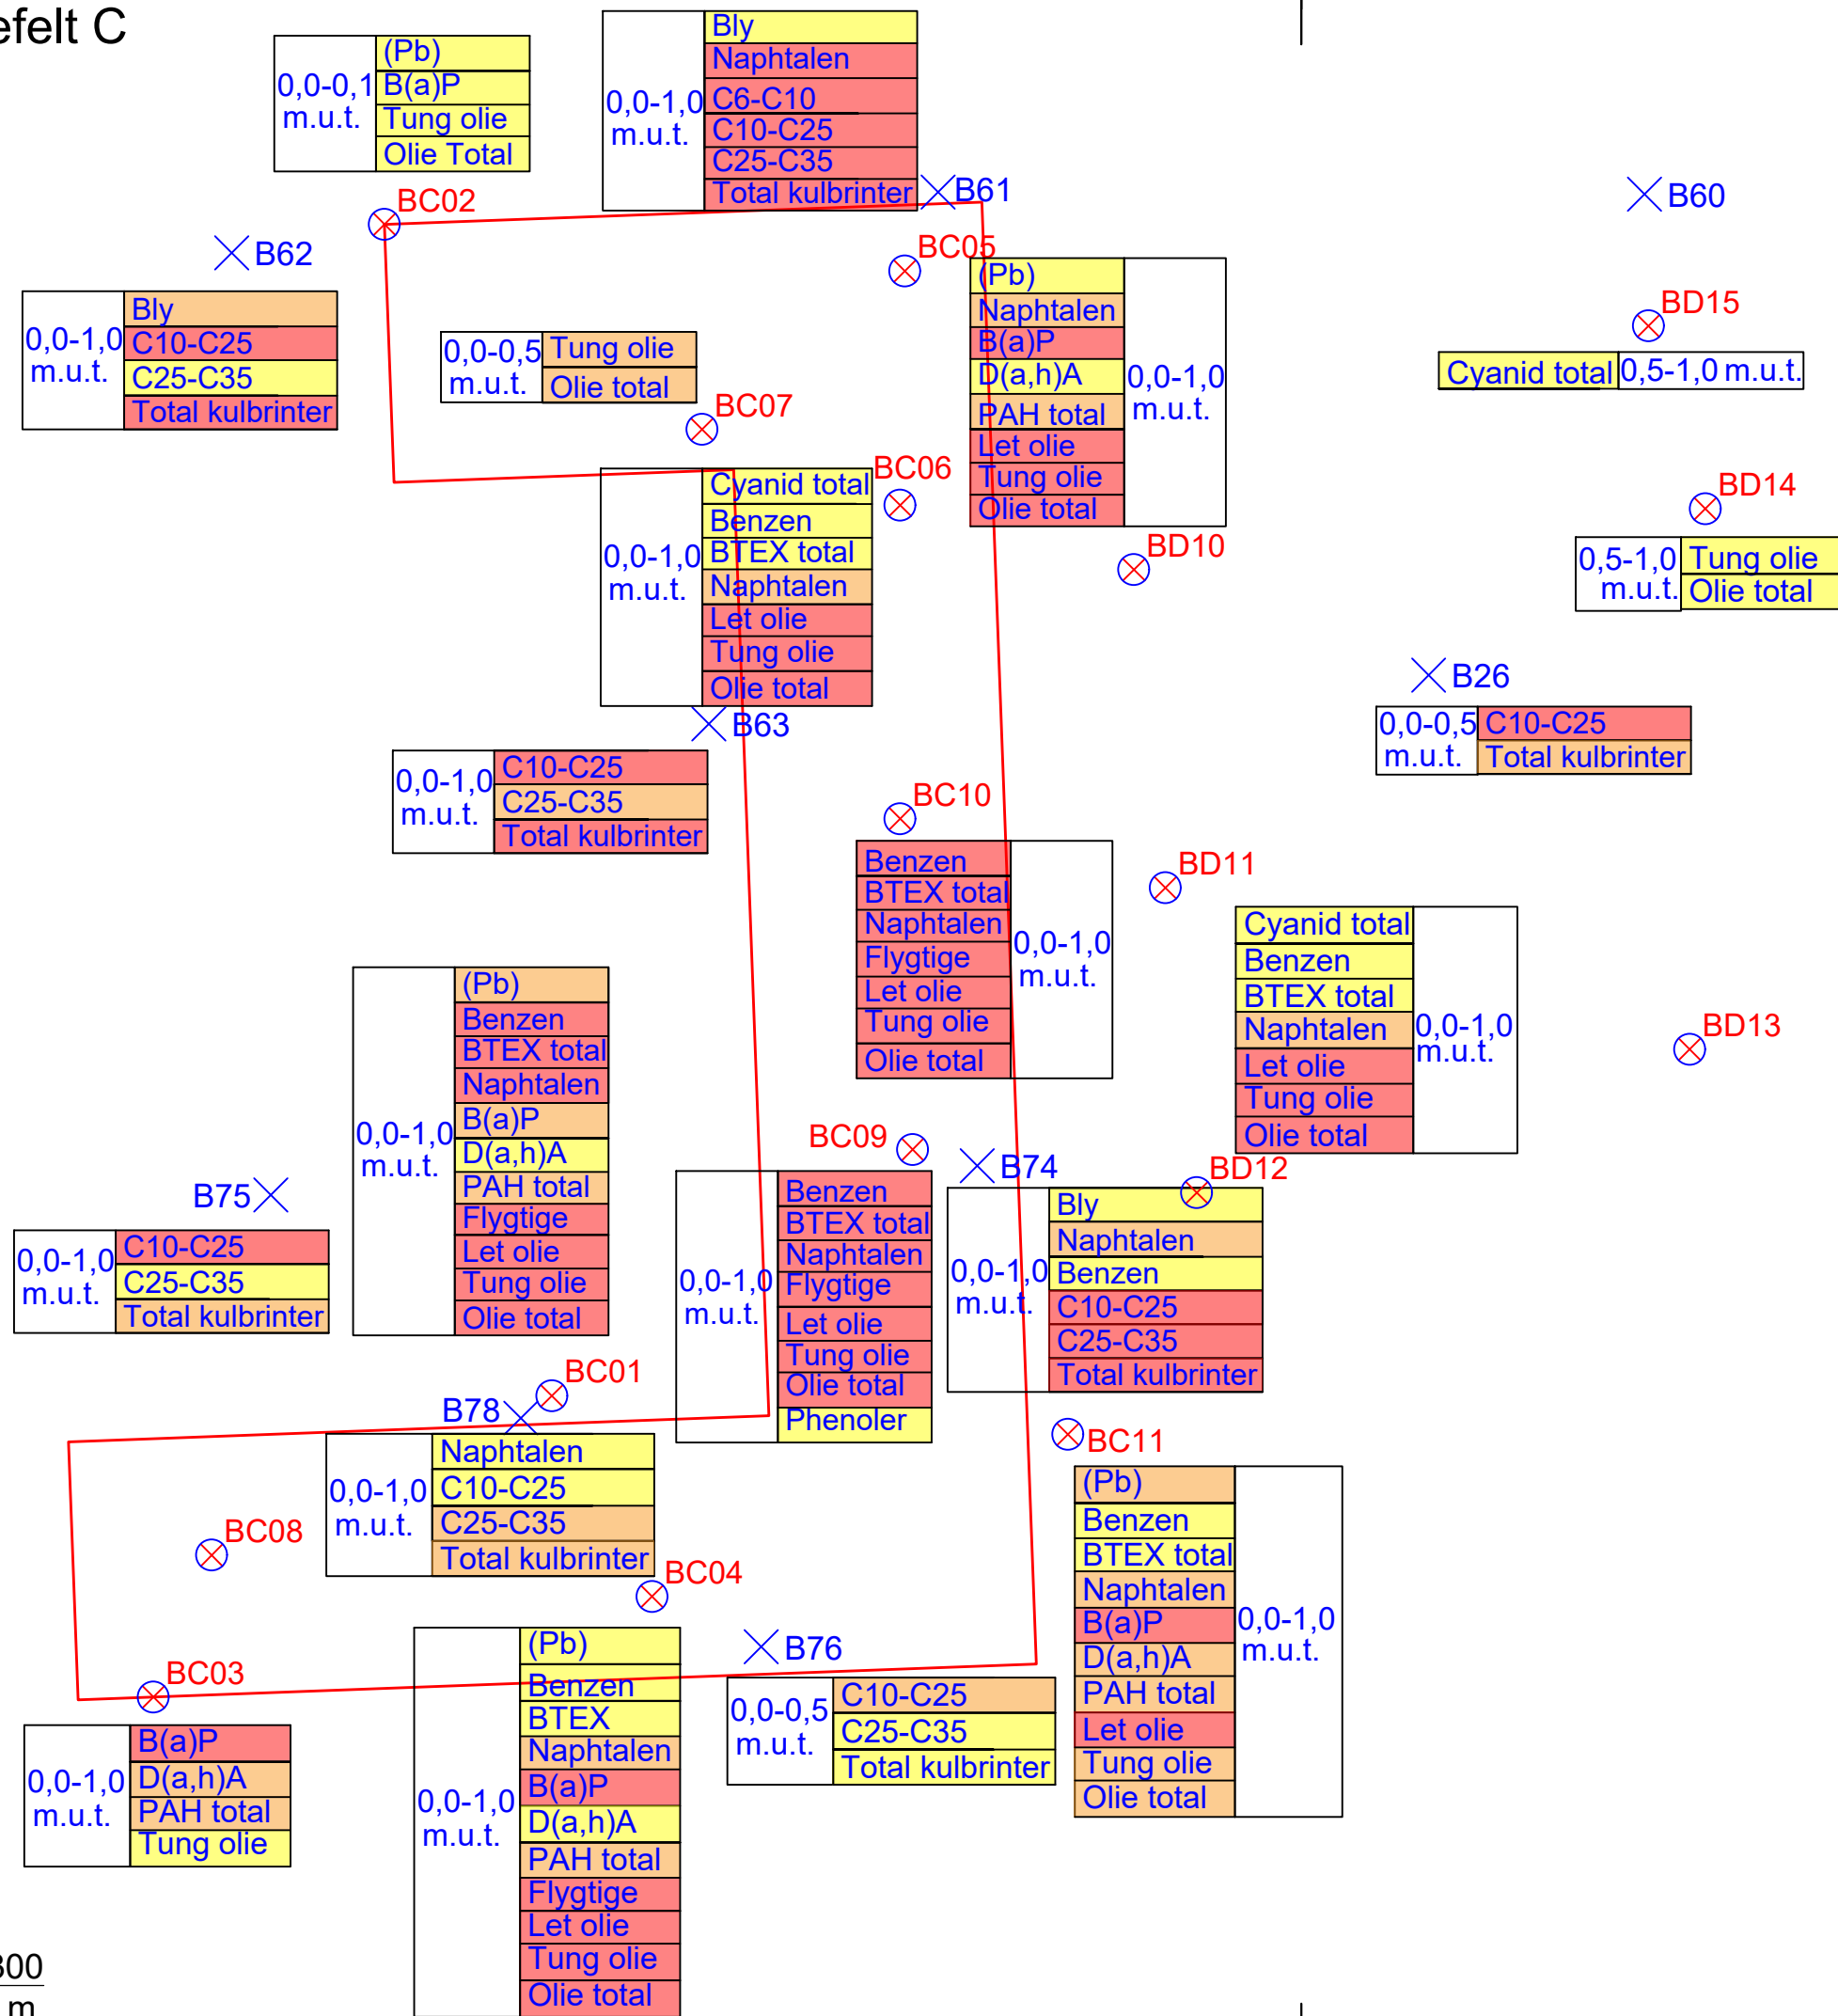 efelt C
0,0-0,1
m.u.t.
(Pb)
B(a)P
Tung olie
Olie Total
BC02
0,0-1,0
m.u.t.
Bly
Naphtalen
C6-C10
C10-C25
C25-C35
Total kulbrinter
B61
B60
B62
0,0-1,0
m.u.t.
Bly
C10-C25
C25-C35
Total kulbrinter
BC05
(Pb)
Naphtalen
B(a)P
D(a,h)A
PAH total
Let olie
Tung olie
Olie total
0,0-1,0
m.u.t.
BD15
Cyanid total
0,5-1,0 m.u.t.
0,0-0,5
m.u.t.
Tung olie
Olie total
BC07
BC06
0,0-1,0
m.u.t.
Cyanid total
Benzen
BTEX total
Naphtalen
Let olie
Tung olie
Olie total
BD10
BD14
0,5-1,0
m.u.t.
Tung olie
Olie total
B63
0,0-1,0
m.u.t.
C10-C25
C25-C35
Total kulbrinter
B26
0,0-0,5
m.u.t.
C10-C25
Total kulbrinter
BC10
Benzen
BTEX total
Naphtalen
Flygtige
Let olie
Tung olie
Olie total
0,0-1,0
m.u.t.
BD11
Cyanid total
Benzen
BTEX total
Naphtalen
Let olie
Tung olie
Olie total
0,0-1,0
m.u.t.
BD13
0,0-1,0
m.u.t.
(Pb)
Benzen
BTEX total
Naphtalen
B(a)P
D(a,h)A
PAH total
Flygtige
Let olie
Tung olie
Olie total
BC01
B75
0,0-1,0
m.u.t.
C10-C25
C25-C35
Total kulbrinter
BC09
0,0-1,0
m.u.t.
Benzen
BTEX total
Naphtalen
Flygtige
Let olie
Tung olie
Olie total
Phenoler
B74
BD12
0,0-1,0
m.u.t.
Bly
Naphtalen
Benzen
C10-C25
C25-C35
Total kulbrinter
B78
0,0-1,0
m.u.t.
Naphtalen
C10-C25
C25-C35
Total kulbrinter
BC11
(Pb)
Benzen
BTEX total
Naphtalen
B(a)P
D(a,h)A
PAH total
Let olie
Tung olie
Olie total
0,0-1,0
m.u.t.
BC08
BC04
0,0-1,0
m.u.t.
(Pb)
Benzen
BTEX
Naphtalen
B(a)P
D(a,h)A
PAH total
Flygtige
Let olie
Tung olie
Olie total
B76
0,0-0,5
m.u.t.
C10-C25
C25-C35
Total kulbrinter
BC03
0,0-1,0
m.u.t.
B(a)P
D(a,h)A
PAH total
Tung olie
300
m